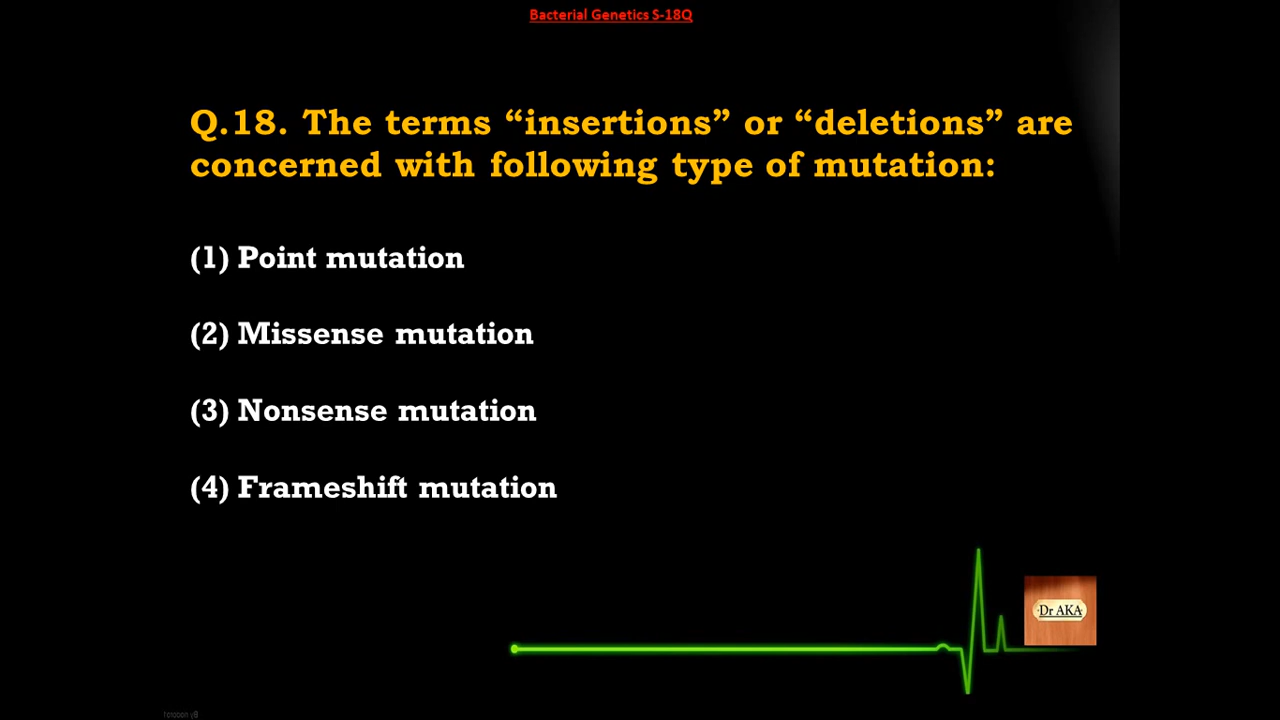 Bacterial Genetics S-18Q
Q.18. The terms “insertions” or “deletions” are
concerned with following type of mutation:
(1) Point mutation
(2) Missense mutation
(3) Nonsense mutation
(4) Frameshift mutation
Dr AKA